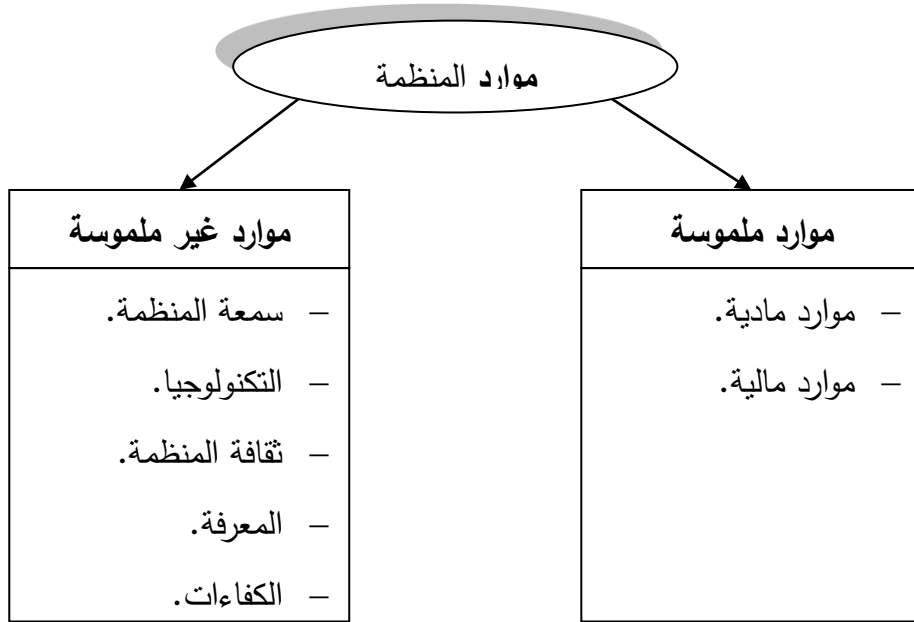 موارد المنظمة
موارد ملموسة
– موارد مادية.
– موارد مالية.
موارد غير ملموسة
– سمعة المنظمة.
– التكنولوجيا.
– ثقافة المنظمة.
– المعرفة.
– الكفاءات.